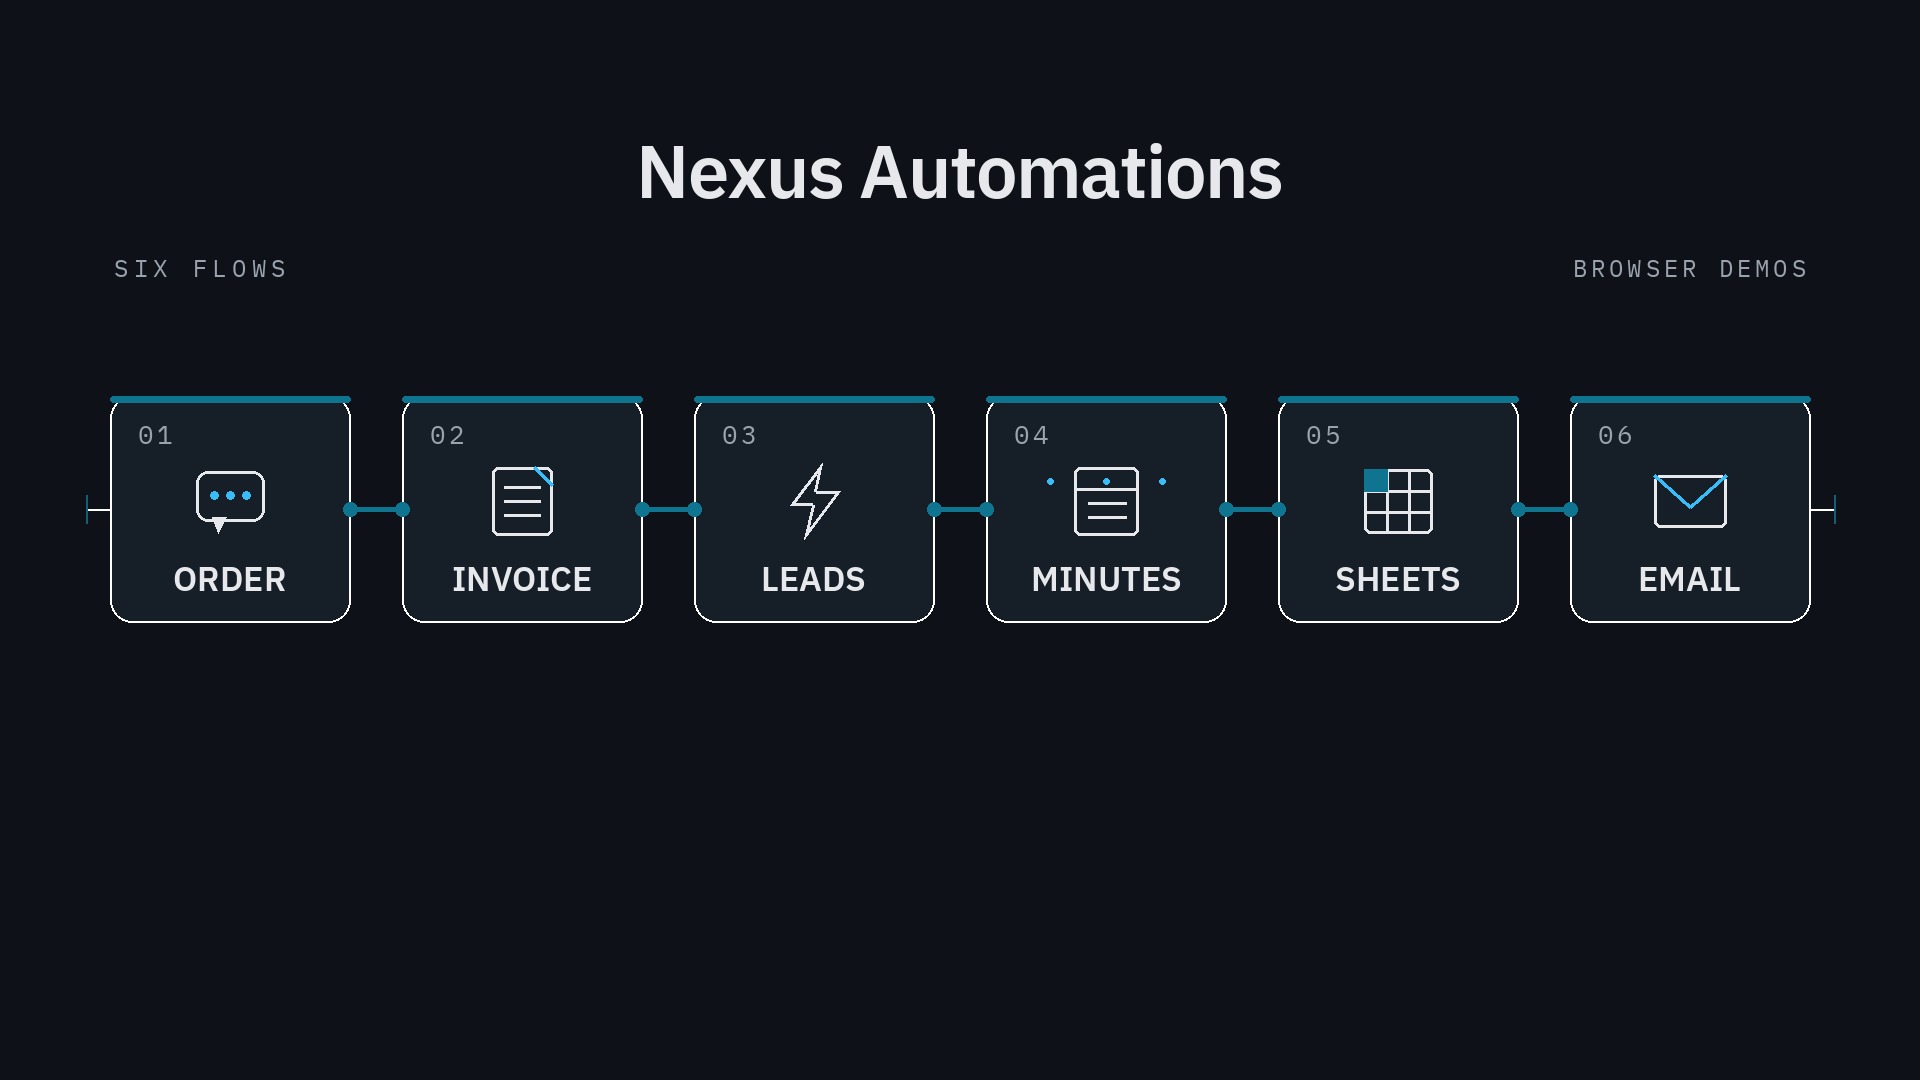 Nexus Automations
SIX FLOWS
BROWSER DEMOS
01
02
03
04
05
06
ORDER
INVOICE
LEADS
MINUTES
SHEETS
EMAIL